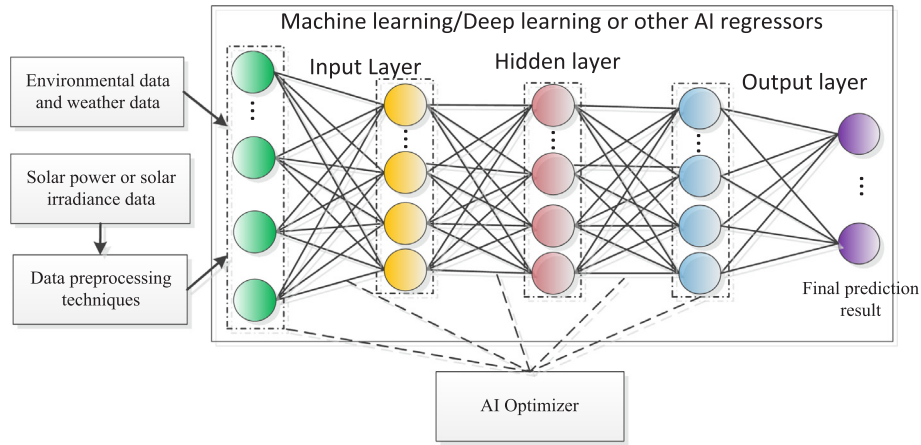 Machine learning/Deep learning or other AI regressors
Input Layer
Hidden layer
Output layer
Environmental data
and weather data
Solar power or solar
irradiance data
Data preprocessing
techniques
Final prediction
result
AI Optimizer